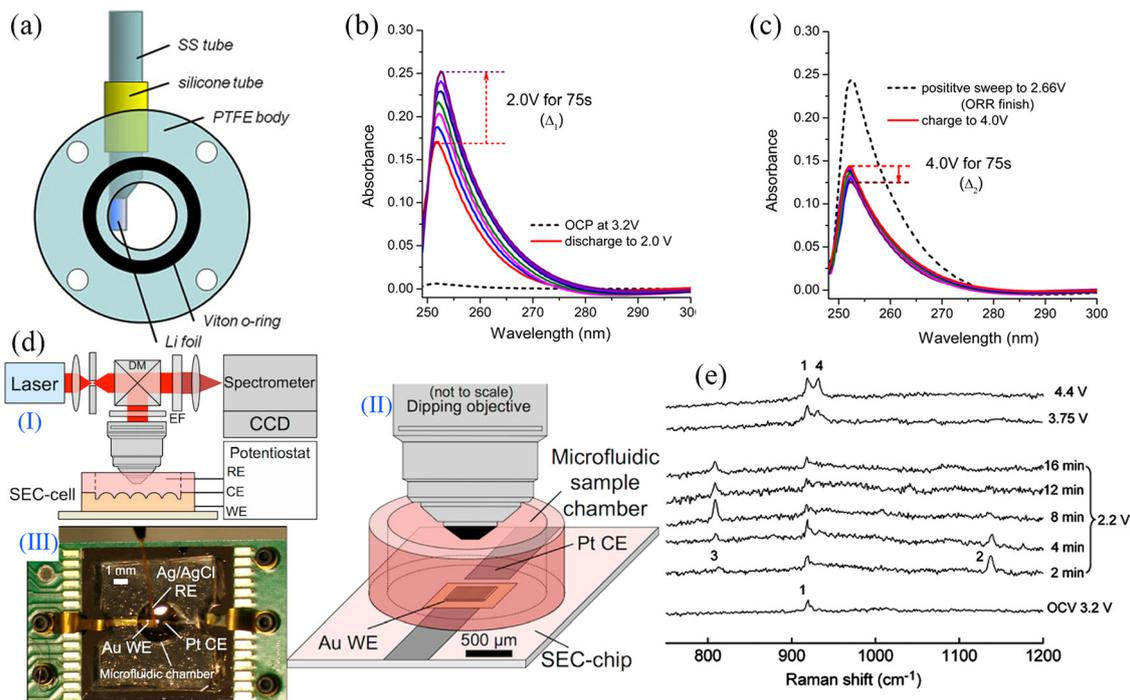 (a)
SS tube
silicone tube
PTFE body
Viton o-ring
Li foil
(b)
0.30
0.25
0.20
0.15
0.10
0.05
0.00
Absorbance
2.0V for 75s
(Δ1)
OCP at 3.2V
discharge to 2.0 V
250 260 270 280 290 30
Wavelength (nm)
(c)
0.30
0.25
0.20
0.15
0.10
0.05
0.00
Absorbance
poxitive sweep to 2.66V
(ORR finish)
charge to 4.0V
4.0V for 75s
(Δ2)
250 260 270 280 290 300
Wavelength (nm)
(d)
Laser
(I)
DM
EF
Spectrometer
CCD
Potentiostat
RE
CE
WE
SEC-cell
(II)
(not to scale)
Dipping objective
Microfluidic
sample
chamber
Pt CE
Au WE
500 µm
SEC-chip
(III)
1 mm
Ag/AgCl
RE
Au WE
Pt CE
Microfluidic chamber
(e)
1 4
4.4 V
3.75 V
16 min
12 min
8 min
4 min
2 min
2.2 V
3
2
1
OCV 3.2 V
800 900 1000 1100 1200
Raman shift (cm-1)